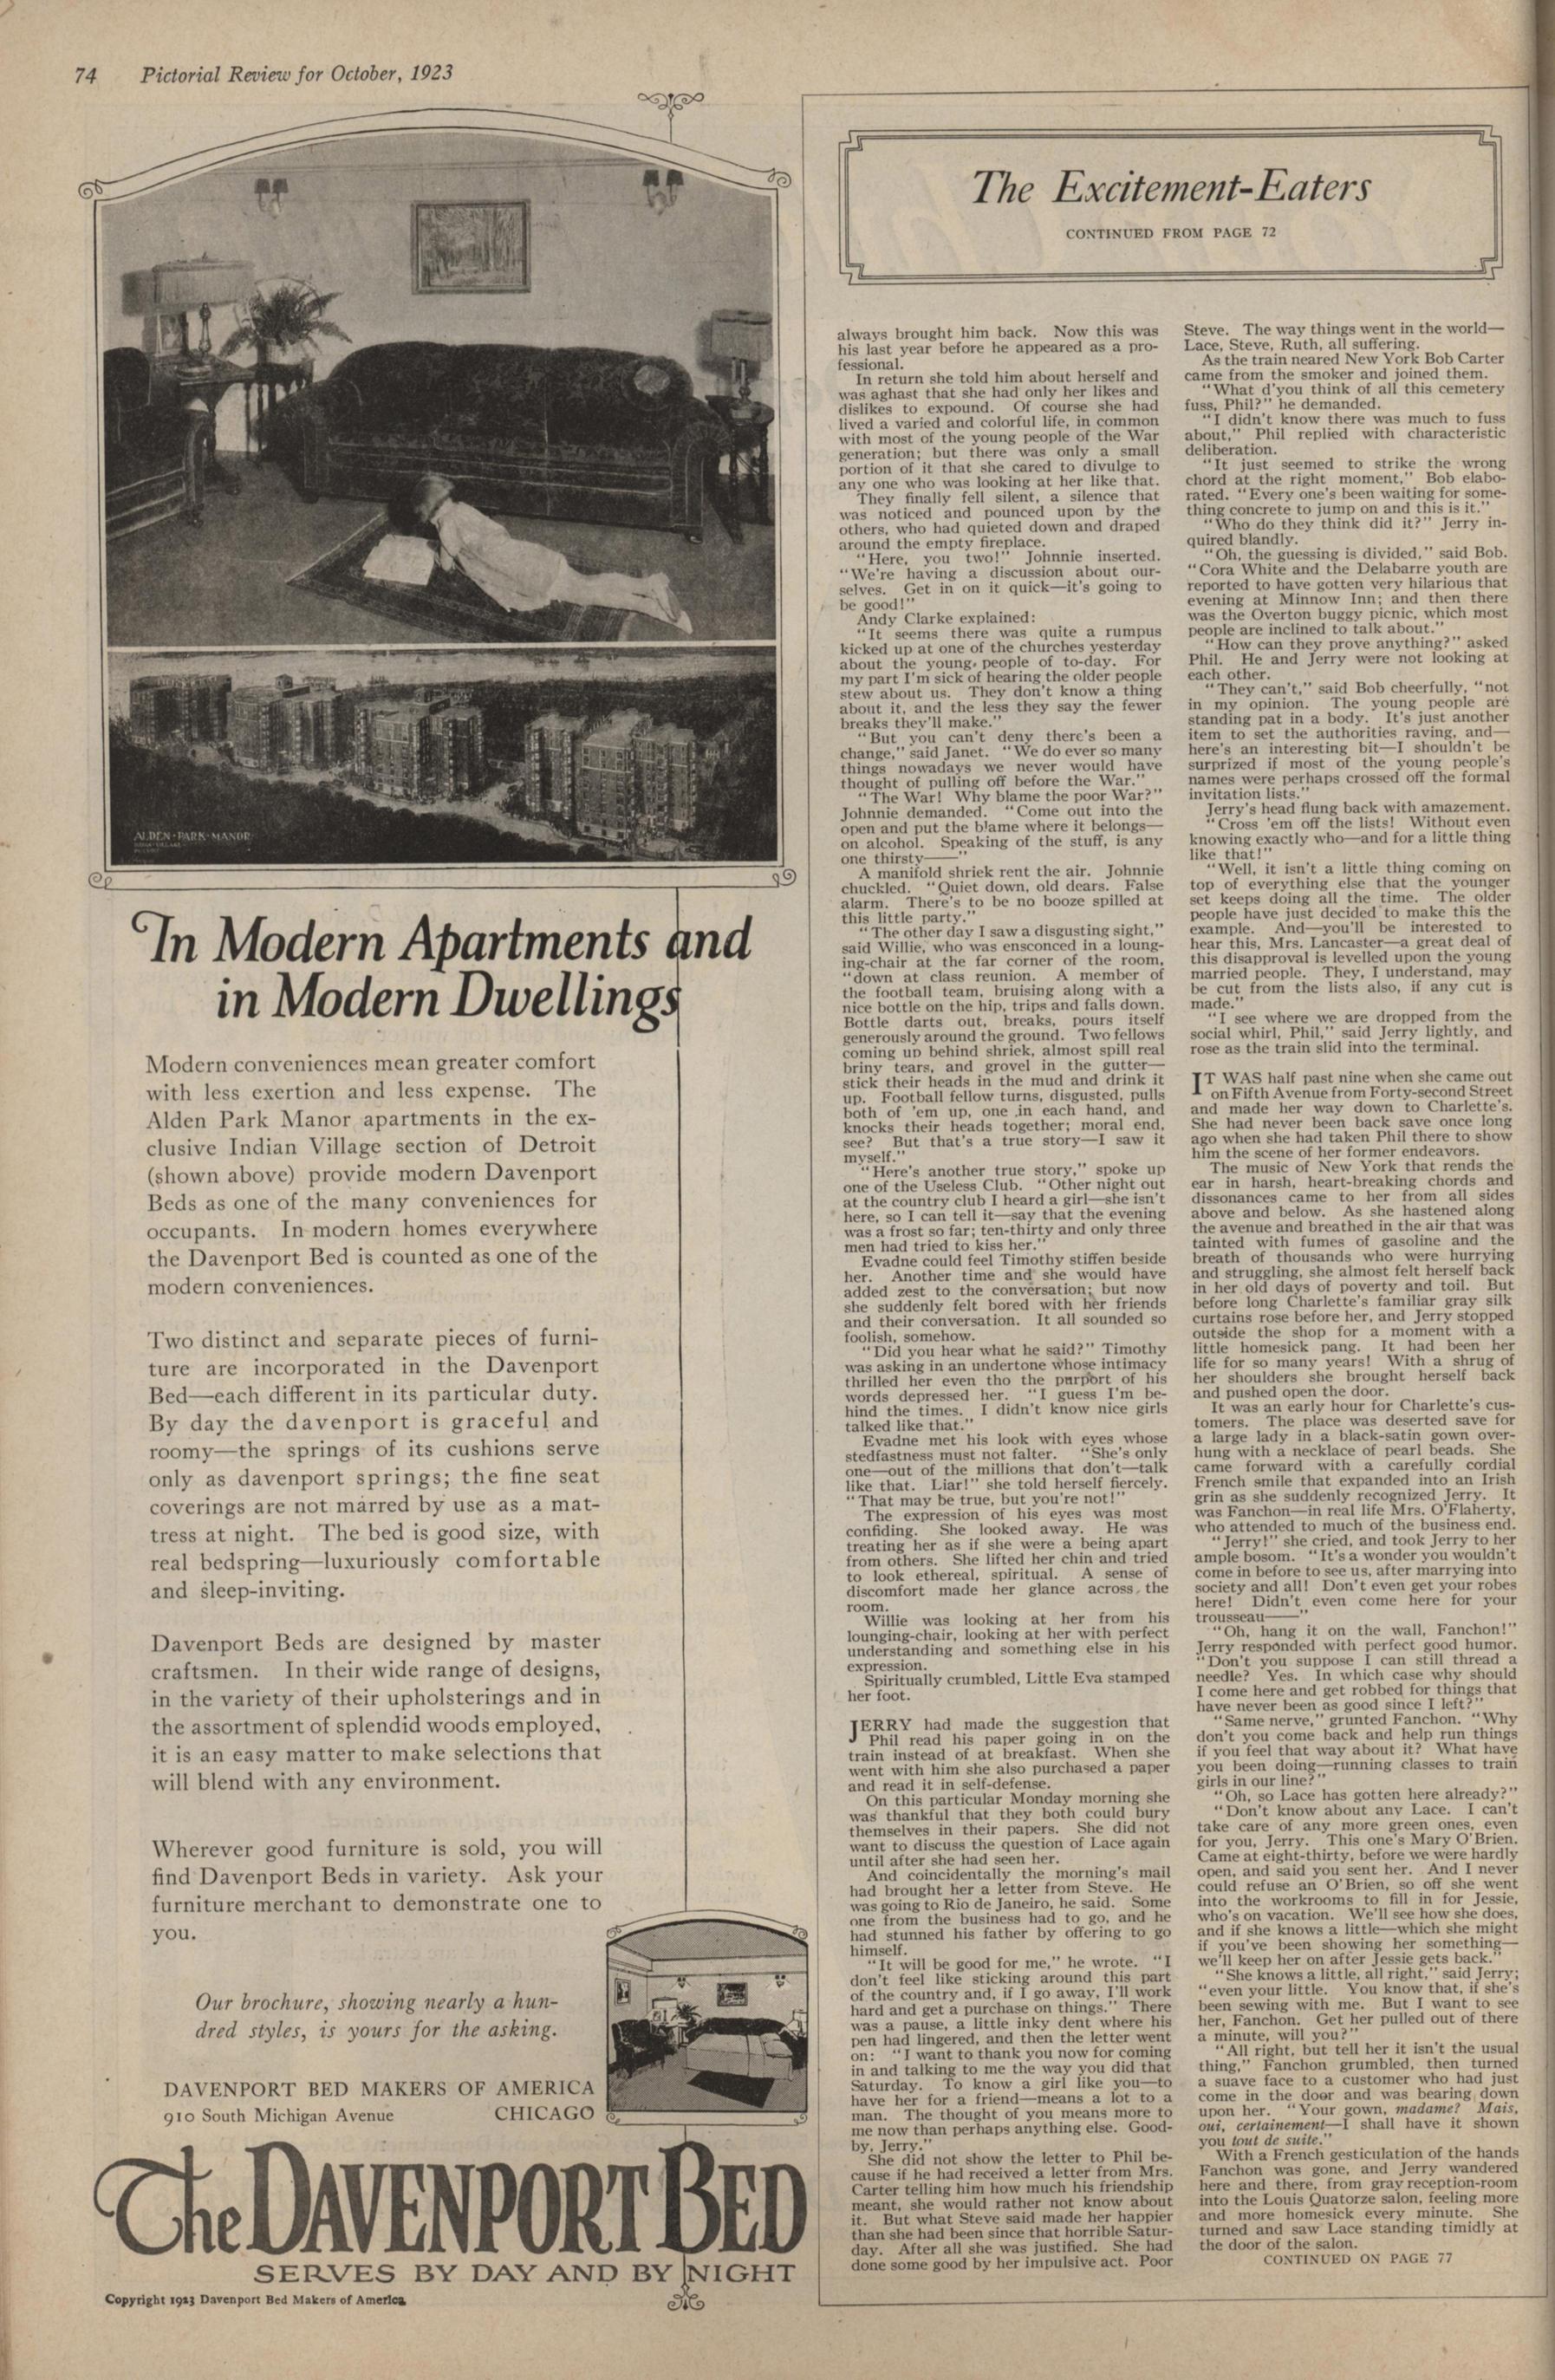 74 Pictorial Review for October, 1923
ALDEN·PARK·MANOR
In Modern Apartments and
in Modern Dwellings
Modern conveniences mean greater comfort
with less exertion and less expense. The
Alden Park Manor apartments in the ex-
clusive Indian Village section of Detroit
(shown above) provide modern Davenport
Beds as one of the many conveniences for
occupants. In modern homes everywhere
the Davenport Bed is counted as one of the
modern conveniences.
Two distinct and separate pieces of furni-
ture are incorporated in the Davenport
Bed—each different in its particular duty.
By day the davenport is graceful and
roomy—the springs of its cushions serve
only as davenport springs; the fine seat
coverings are not marred by use as a mat-
tress at night. The bed is good size, with
real bedspring—luxuriously comfortable
and sleep-inviting.
Davenport Beds are designed by master
craftsmen. In their wide range of designs,
in the variety of their upholsterings and in
the assortment of splendid woods employed,
it is an easy matter to make selections that
will blend with any environment.
Wherever good furniture is sold, you will
find Davenport Beds in variety. Ask your
furniture merchant to demonstrate one to
you.
Our brochure, showing nearly a hun-
dred styles, is yours for the asking.
DAVENPORT BED MAKERS OF AMERICA
910 South Michigan Avenue CHICAGO
The DAVENPORT BED
SERVES BY DAY AND BY NIGHT
Copyright 1923 Davenport Bed Makers of America
The Excitement-Eaters
CONTINUED FROM PAGE 72
always brought him back. Now this was
his last year before he appeared as a pro-
fessional.
In return she told him about herself and
was aghast that she had only her likes and
dislikes to expound. Of course she had
lived a varied and colorful life, in common
with most of the young people of the War
generation; but there was only a small
portion of it that she cared to divulge to
any one who was looking at her like that.
They finally fell silent, a silence that
was noticed and pounced upon by the
others, who had quieted down and draped
around the empty fireplace.
"Here, you two!" Johnnie inserted.
"We're having a discussion about our-
selves. Get in on it quick—it's going to
be good!"
Andy Clarke explained:
"It seems there was quite a rumpus
kicked up at one of the churches yesterday
about the young people of to-day. For
my part I'm sick of hearing the older people
stew about us. They don't know a thing
about it, and the less they say the fewer
breaks they'll make."
"But you can't deny there's been a
change," said Janet. "We do ever so many
things nowadays we never would have
thought of pulling off before the War."
"The War! Why blame the poor War?"
Johnnie demanded. "Come out into the
open and put the blame where it belongs—
on alcohol. Speaking of the stuff, is any
one thirsty——"
A manifold shriek rent the air. Johnnie
chuckled. "Quiet down, old dears. False
alarm. There's to be no booze spilled at
this little party."
"The other day I saw a disgusting sight,"
said Willie, who was ensconced in a loung-
ing-chair at the far corner of the room,
"down at class reunion. A member of
the football team, bruising along with a
nice bottle on the hip, trips and falls down.
Bottle darts out, breaks, pours itself
generously around the ground. Two fellows
coming up behind shriek, almost spill real
briny tears, and grovel in the gutter—
stick their heads in the mud and drink it
up. Football fellow turns, disgusted, pulls
both of 'em up, one in each hand, and
knocks their heads together; moral end,
see? But that's a true story—I saw it
myself."
"Here's another true story," spoke up
one of the Useless Club. "Other night out
at the country club I heard a girl—she isn't
here, so I can tell it—say that the evening
was a frost so far; ten-thirty and only three
men had tried to kiss her."
Evadne could feel Timothy stiffen beside
her. Another time and she would have
added zest to the conversation; but now
she suddenly felt bored with her friends
and their conversation. It all sounded so
foolish, somehow.
"Did you hear what he said?" Timothy
was asking in an undertone whose intimacy
thrilled her even tho the purport of his
words depressed her. "I guess I'm be-
hind the times. I didn't know nice girls
talked like that."
Evadne met his look with eyes whose
stedfastness must not falter. "She's only
one—out of the millions that don't—talk
like that. Liar!" she told herself fiercely.
"That may be true, but you're not!"
The expression of his eyes was most
confiding. She looked away. He was
treating her as if she were a being apart
from others. She lifted her chin and tried
to look ethereal, spiritual. A sense of
discomfort made her glance across the
room.
Willie was looking at her from his
lounging-chair, looking at her with perfect
understanding and something else in his
expression.
Spiritually crumbled, Little Eva stamped
her foot.
JERRY had made the suggestion that
Phil read his paper going in on the
train instead of at breakfast. When she
went with him she also purchased a paper
and read it in self-defense.
On this particular Monday morning she
was thankful that they both could bury
themselves in their papers. She did not
want to discuss the question of Lace again
until after she had seen her.
And coincidentally the morning's mail
had brought her a letter from Steve. He
was going to Rio de Janeiro, he said. Some
one from the business had to go, and he
had stunned his father by offering to go
himself.
"It will be good for me," he wrote. "I
don't feel like sticking around this part
of the country and, if I go away, I'll work
hard and get a purchase on things." There
was a pause, a little inky dent where his
pen had lingered, and then the letter went
on: "I want to thank you now for coming
in and talking to me the way you did that
Saturday. To know a girl like you—to
have her for a friend—means a lot to a
man. The thought of you means more to
me now than perhaps anything else. Good-
by, Jerry."
She did not show the letter to Phil be-
cause if he had received a letter from Mrs.
Carter telling him how much his friendship
meant, she would rather not know about
it. But what Steve said made her happier
than she had been since that horrible Satur-
day. After all she was justified. She had
done some good by her impulsive act. Poor
Steve. The way things went in the world—
Lace, Steve, Ruth, all suffering.
As the train neared New York Bob Carter
came from the smoker and joined them.
"What d'you think of all this cemetery
fuss, Phil?" he demanded.
"I didn't know there was much to fuss
about," Phil replied with characteristic
deliberation.
"It just seemed to strike the wrong
chord at the right moment," Bob elabo-
rated. "Every one's been waiting for some-
thing concrete to jump on and this is it."
"Who do they think did it?" Jerry in-
quired blandly.
"Oh, the guessing is divided," said Bob.
"Cora White and the Delabarre youth are
reported to have gotten very hilarious that
evening at Minnow Inn; and then there
was the Overton buggy picnic, which most
people are inclined to talk about."
"How can they prove anything?" asked
Phil. He and Jerry were not looking at
each other.
"They can't," said Bob cheerfully, "not
in my opinion. The young people are
standing pat in a body. It's just another
item to set the authorities raving, and—
here's an interesting bit—I shouldn't be
surprized if most of the young people's
names were perhaps crossed off the formal
invitation lists."
Jerry's head flung back with amazement.
"Cross 'em off the lists! Without even
knowing exactly who—and for a little thing
like that!"
"Well, it isn't a little thing coming on
top of everything else that the younger
set keeps doing all the time. The older
people have just decided to make this the
example. And—you'll be interested to
hear this, Mrs. Lancaster—a great deal of
this disapproval is levelled upon the young
married people. They, I understand, may
be cut from the lists also, if any cut is
made."
"I see where we are dropped from the
social whirl, Phil," said Jerry lightly, and
rose as the train slid into the terminal.
IT WAS half past nine when she came out
on Fifth Avenue from Forty-second Street
and made her way down to Charlette's.
She had never been back save once long
ago when she had taken Phil there to show
him the scene of her former endeavors.
The music of New York that rends the
ear in harsh, heart-breaking chords and
dissonances came to her from all sides
above and below. As she hastened along
the avenue and breathed in the air that was
tainted with fumes of gasoline and the
breath of thousands who were hurrying
and struggling, she almost felt herself back
in her old days of poverty and toil. But
before long Charlette's familiar gray silk
curtains rose before her, and Jerry stopped
outside the shop for a moment with a
little homesick pang. It had been her
life for so many years! With a shrug of
her shoulders she brought herself back
and pushed open the door.
It was an early hour for Charlette's cus-
tomers. The place was deserted save for
a large lady in a black-satin gown over-
hung with a necklace of pearl beads. She
came forward with a carefully cordial
French smile that expanded into an Irish
grin as she suddenly recognized Jerry. It
was Fanchon—in real life Mrs. O'Flaherty,
who attended to much of the business end.
"Jerry!" she cried, and took Jerry to her
ample bosom. "It's a wonder you wouldn't
come in before to see us, after marrying into
society and all! Don't even get your robes
here! Didn't even come here for your
trousseau——"
"Oh, hang it on the wall, Fanchon!"
Jerry responded with perfect good humor.
"Don't you suppose I can still thread a
needle? Yes. In which case why should
I come here and get robbed for things that
have never been as good since I left?"
"Same nerve," grunted Fanchon. "Why
don't you come back and help run things
if you feel that way about it? What have
you been doing—running classes to train
girls in our line?"
"Oh, so Lace has gotten here already?"
"Don't know about any Lace. I can't
take care of any more green ones, even
for you, Jerry. This one's Mary O'Brien.
Came at eight-thirty, before we were hardly
open, and said you sent her. And I never
could refuse an O'Brien, so off she went
into the workrooms to fill in for Jessie,
who's on vacation. We'll see how she does,
and if she knows a little—which she might
if you've been showing her something—
we'll keep her on after Jessie gets back."
"She knows a little, all right," said Jerry;
"even your little. You know that, if she's
been sewing with me. But I want to see
her, Fanchon. Get her pulled out of there
a minute, will you?"
"All right, but tell her it isn't the usual
thing," Fanchon grumbled, then turned
a suave face to a customer who had just
come in the door and was bearing down
upon her. "Your gown, madame? Mais,
oui, certainement—I shall have it shown
you tout de suite."
With a French gesticulation of the hands
Fanchon was gone, and Jerry wandered
here and there, from gray reception-room
into the Louis Quatorze salon, feeling more
and more homesick every minute. She
turned and saw Lace standing timidly at
the door of the salon.
CONTINUED ON PAGE 77